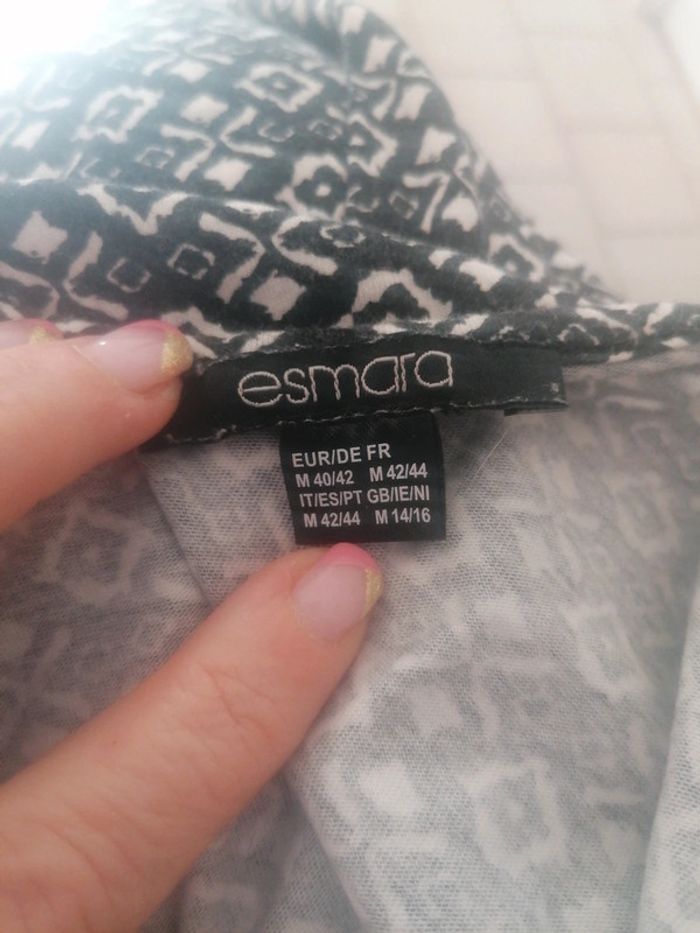 esmara
EUR/DE FR
M 40/42 M 42/44
IT/ES/PT GB/IE/NI
M 42/44 M 14/16